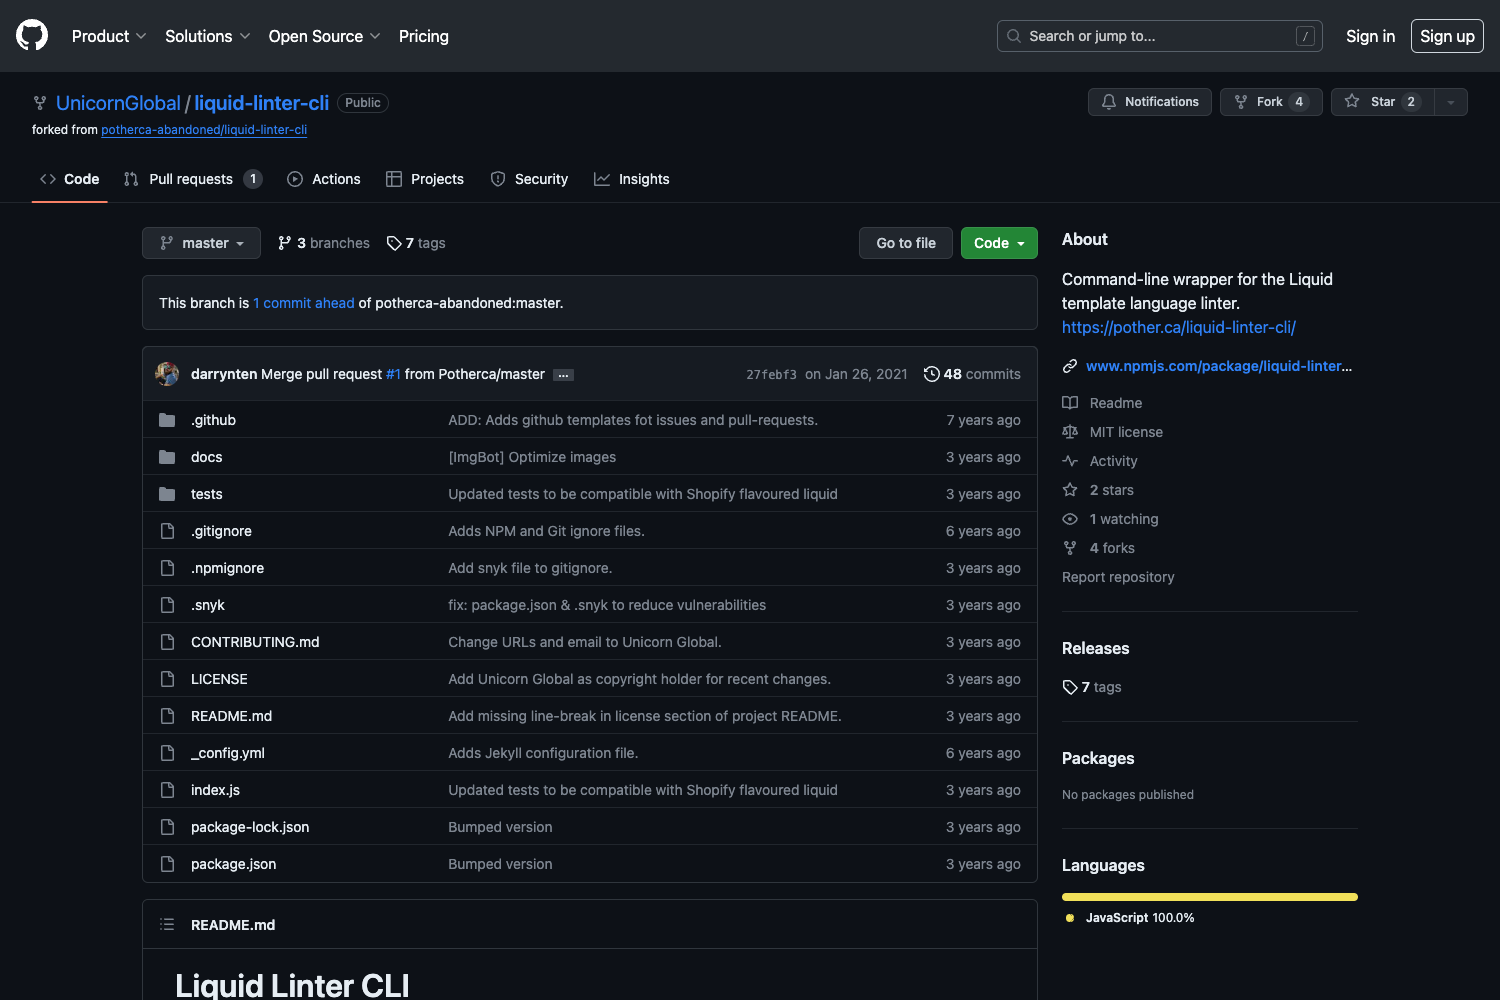 Product Solutions Open Source Pricing Search or jump to... / Sign in Sign up
UnicornGlobal / liquid-linter-cli Public Notifications Fork 4 Star 2
forked from potherca-abandoned/liquid-linter-cli
Code Pull requests 1 Actions Projects Security Insights
master 3 branches 7 tags Go to file Code
This branch is 1 commit ahead of potherca-abandoned:master.
darrynten Merge pull request #1 from Potherca/master ... 27febf3 on Jan 26, 2021 48 commits
.github ADD: Adds github templates fot issues and pull-requests. 7 years ago
docs [ImgBot] Optimize images 3 years ago
tests Updated tests to be compatible with Shopify flavoured liquid 3 years ago
.gitignore Adds NPM and Git ignore files. 6 years ago
.npmignore Add snyk file to gitignore. 3 years ago
.snyk fix: package.json & .snyk to reduce vulnerabilities 3 years ago
CONTRIBUTING.md Change URLs and email to Unicorn Global. 3 years ago
LICENSE Add Unicorn Global as copyright holder for recent changes. 3 years ago
README.md Add missing line-break in license section of project README. 3 years ago
_config.yml Adds Jekyll configuration file. 6 years ago
index.js Updated tests to be compatible with Shopify flavoured liquid 3 years ago
package-lock.json Bumped version 3 years ago
package.json Bumped version 3 years ago
README.md
Liquid Linter CLI
About
Command-line wrapper for the Liquid
template language linter.
https://pother.ca/liquid-linter-cli/
www.npmjs.com/package/liquid-linter...
Readme
MIT license
Activity
2 stars
1 watching
4 forks
Report repository
Releases
7 tags
Packages
No packages published
Languages
JavaScript 100.0%